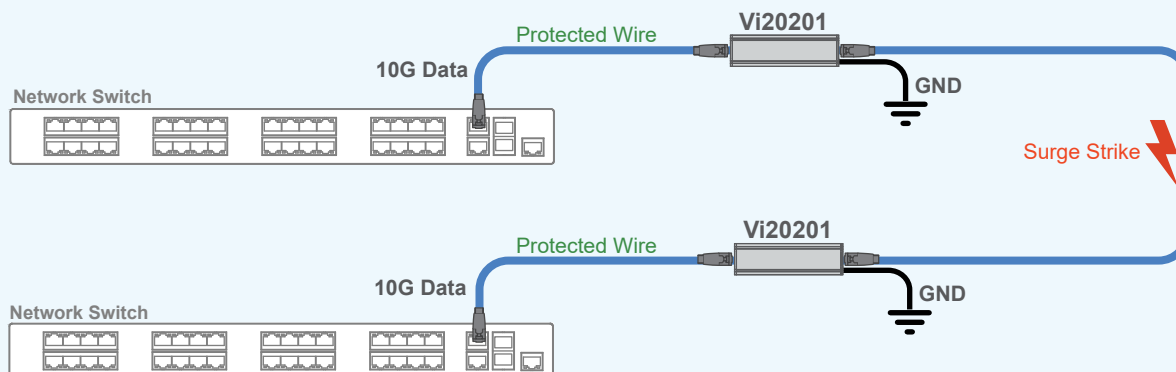 Vi20201
Protected Wire
10G Data
GND
Network Switch
Surge Strike
Vi20201
Protected Wire
10G Data
GND
Network Switch